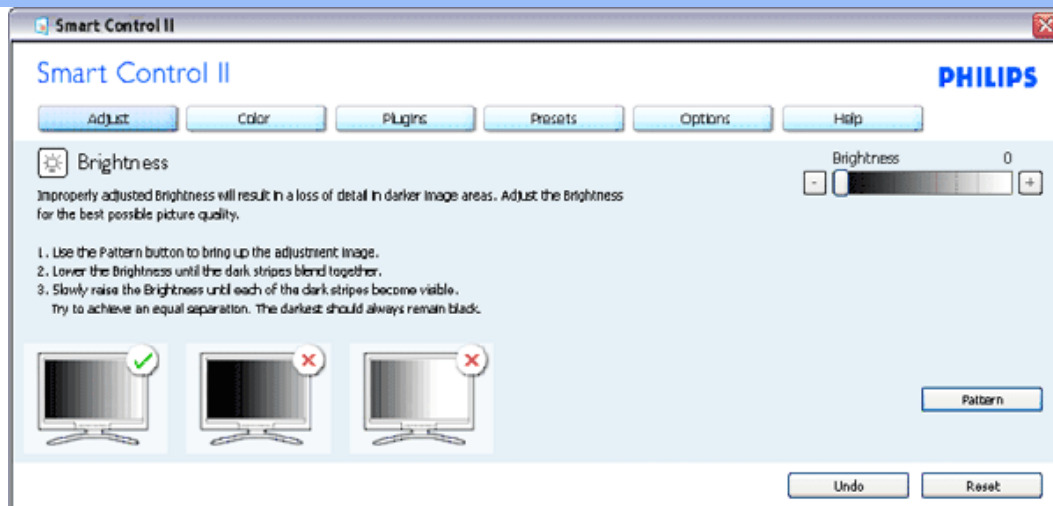 Smart Control II
Smart Control II
PHILIPS
Adjust Color Plugins Presets Options Help
Brightness
Brightness 0
- +
Improperly adjusted Brightness will result in a loss of detail in darker image areas. Adjust the Brightness
for the best possible picture quality.
1. Use the Pattern button to bring up the adjustment image.
2. Lower the Brightness until the dark stripes blend together.
3. Slowly raise the Brightness until each of the dark stripes become visible.
Try to achieve an equal separation. The darkest should always remain black.
Pattern
Undo Reset